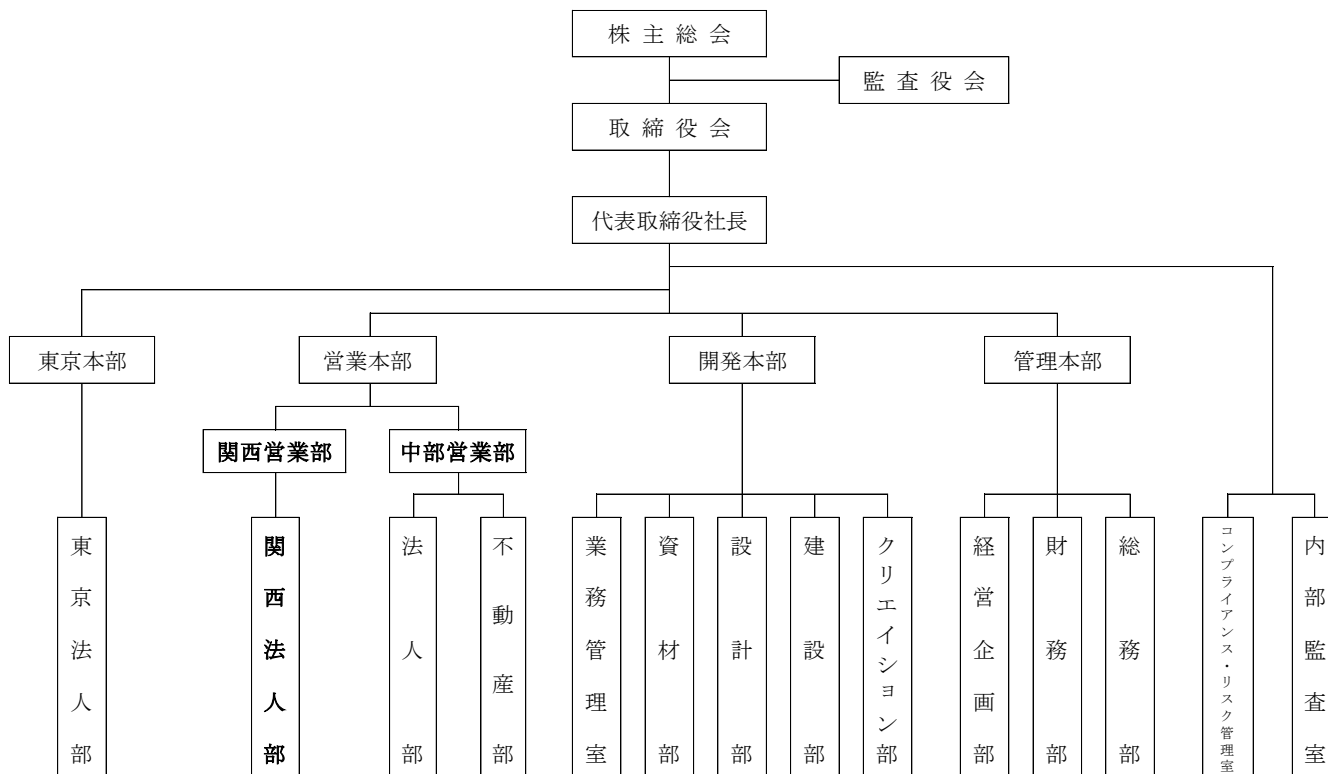 株主総会
監査役会
取締役会
代表取締役社長
東京本部
営業本部
開発本部
管理本部
関西営業部
中部営業部
東京法人部
関西法人部
法人部
不動産部
業務管理室
資材部
設計部
建設部
クリエイション部
経営企画部
財務部
総務部
コンプライアンス・リスク管理室
内部監査室